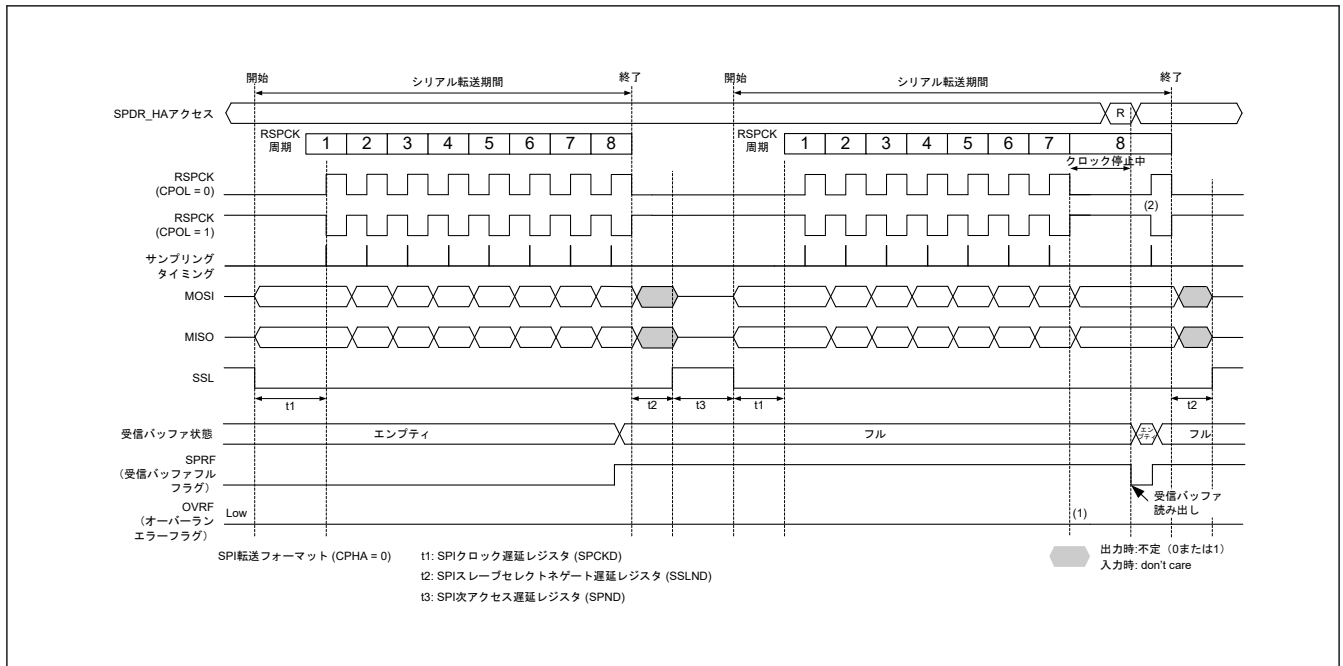 開始
シリアル転送期間
終了
開始
シリアル転送期間
終了
SPDR_HAアクセス
R
RSPCK
周期
1 2 3 4 5 6 7 8
RSPCK
周期
1 2 3 4 5 6 7 8
クロック停止中
RSPCK
(CPOL = 0)
(2)
RSPCK
(CPOL = 1)
サンプリング
タイミング
MOSI
MISO
SSL
t1
t2
t3
t1
t2
受信バッファ状態
エンプティ
フル
エン
プティ
フル
SPRF
(受信バッファフル
フラグ)
受信バッファ
読み出し
OVRF
(オーバーラン
エラーフラグ)
Low
(1)
SPI転送フォーマット (CPHA = 0)
t1: SPIクロック遅延レジスタ (SPCKD)
t2: SPIスレーブセレクトネゲート遅延レジスタ (SSLND)
t3: SPI次アクセス遅延レジスタ (SPND)
出力時:不定(0または1)
入力時: don't care